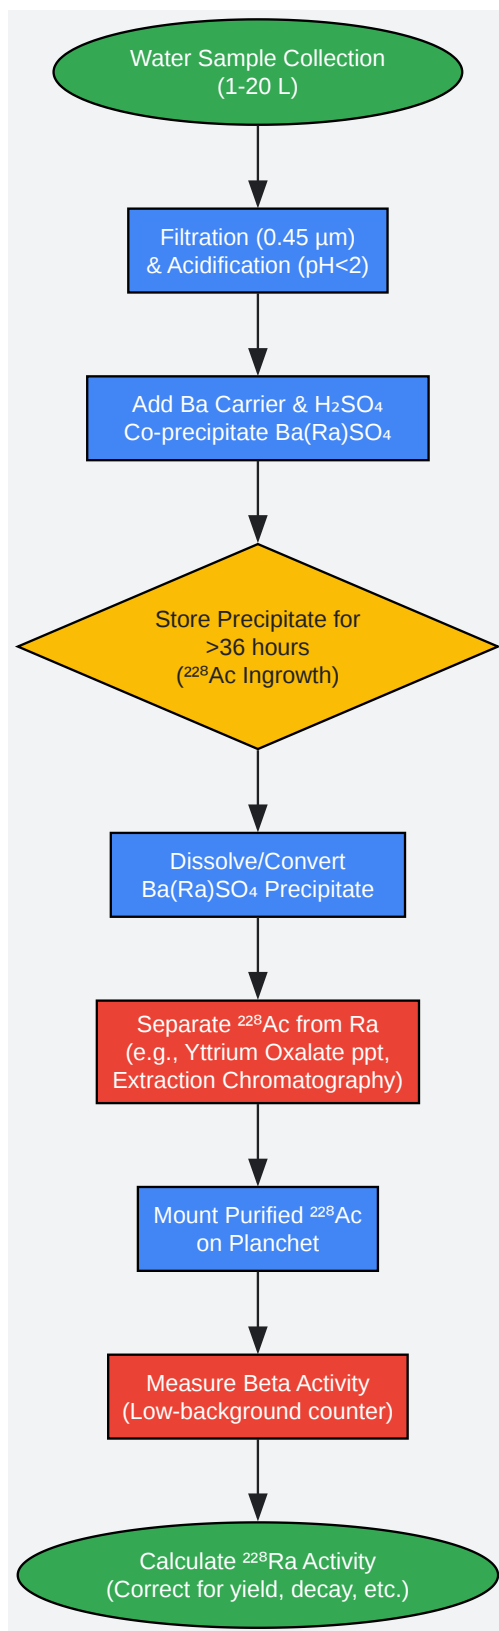 Water Sample Collection
(1-20 L)
Filtration (0.45 µm)
& Acidification (pH<2)
Add Ba Carrier & H₂SO₄
Co-precipitate Ba(Ra)SO₄
Store Precipitate for
>36 hours
(²²⁸Ac Ingrowth)
Dissolve/Convert
Ba(Ra)SO₄ Precipitate
Separate ²²⁸Ac from Ra
(e.g., Yttrium Oxalate ppt,
Extraction Chromatography)
Mount Purified ²²⁸Ac
on Planchet
Measure Beta Activity
(Low-background counter)
Calculate ²²⁸Ra Activity
(Correct for yield, decay, etc.)